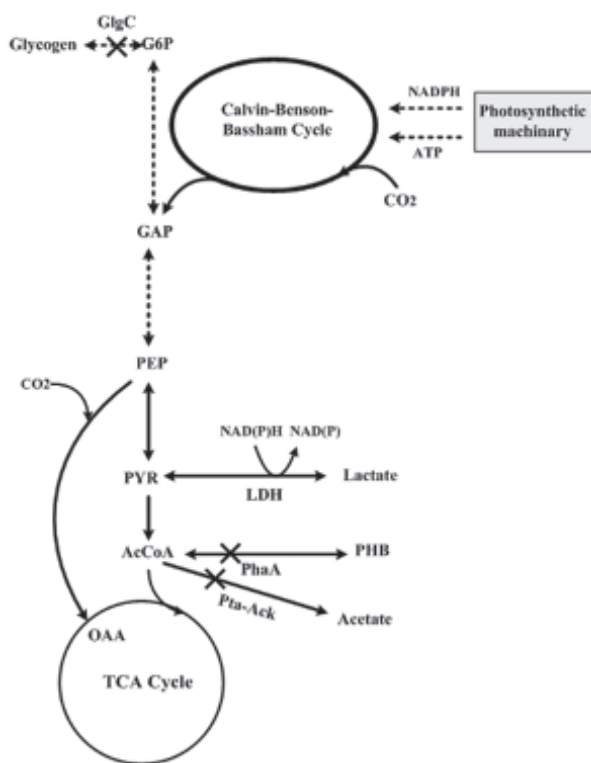 GlgC
Glycogen
G6P
Calvin-Benson-
Bassham Cycle
NADPH
ATP
Photosynthetic
machinary
CO2
GAP
PEP
CO2
NAD(P)H NAD(P)
PYR
LDH
Lactate
AcCoA
PhaA
PHB
Pta-Ack
Acetate
OAA
TCA Cycle